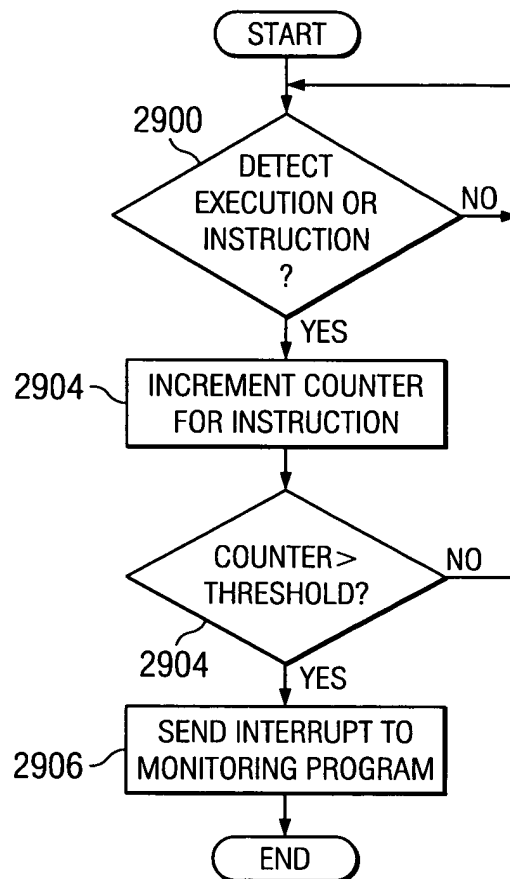 START
2900
DETECT
EXECUTION OR
INSTRUCTION
?
NO
YES
2904
INCREMENT COUNTER
FOR INSTRUCTION
COUNTER>
THRESHOLD?
NO
2904
YES
2906
SEND INTERRUPT TO
MONITORING PROGRAM
END